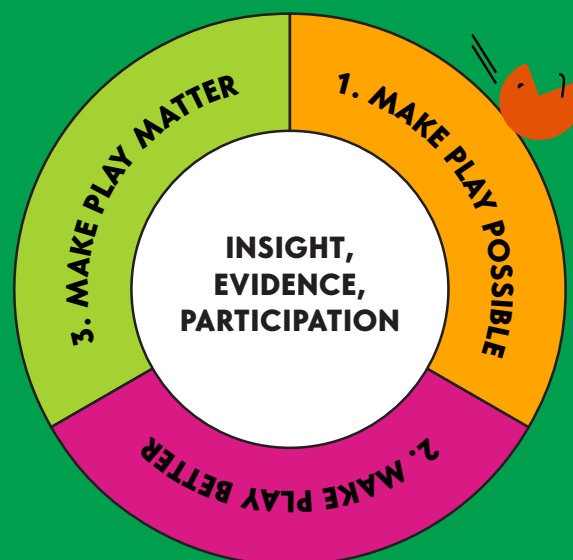 1. MAKE PLAY POSSIBLE
2. MAKE PLAY BETTER
3. MAKE PLAY MATTER
INSIGHT,
EVIDENCE,
PARTICIPATION